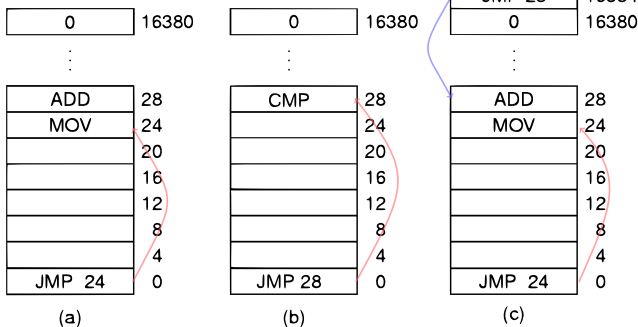 0 16380 0 16380 0 16380
ADD 28 CMP 28 ADD 28
MOV 24 24 MOV 24
20 20 20
16 16 16
12 12 12
8 8 8
4 4 4
JMP 24 0 JMP 28 0 JMP 24 0
(a) (b) (c)